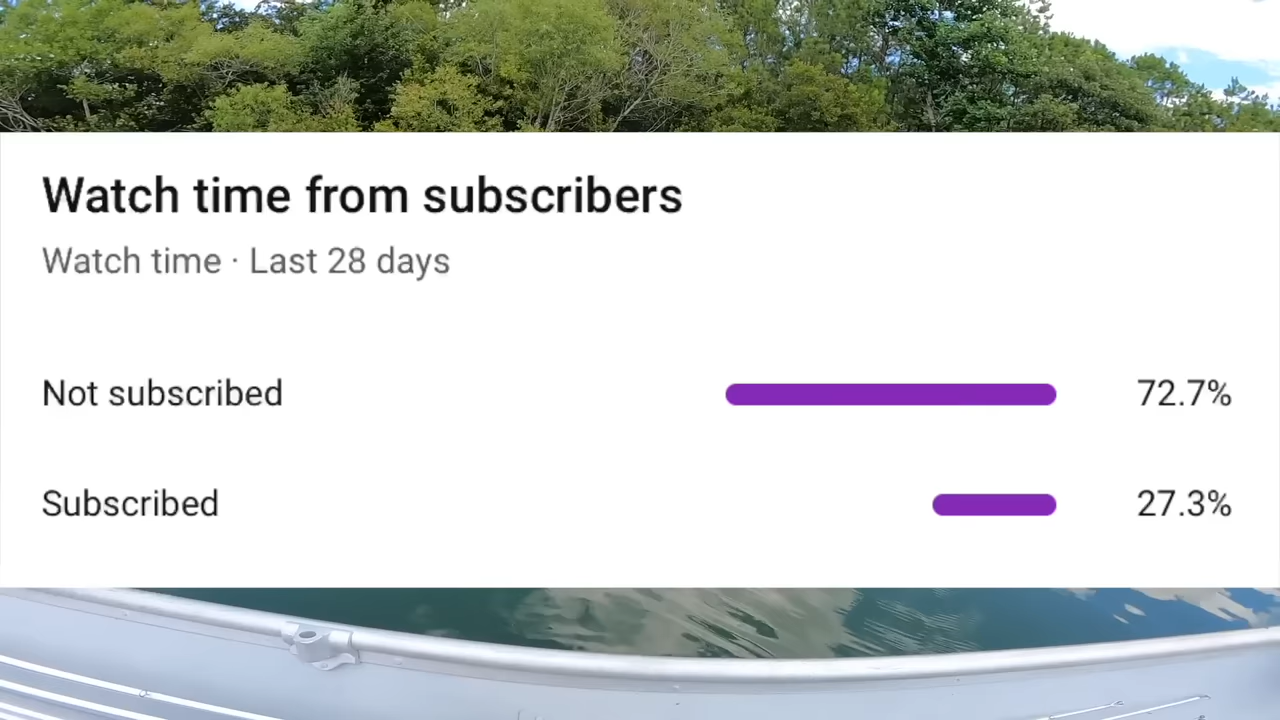 Watch time from subscribers
Watch time · Last 28 days
Not subscribed 72.7%
Subscribed 27.3%